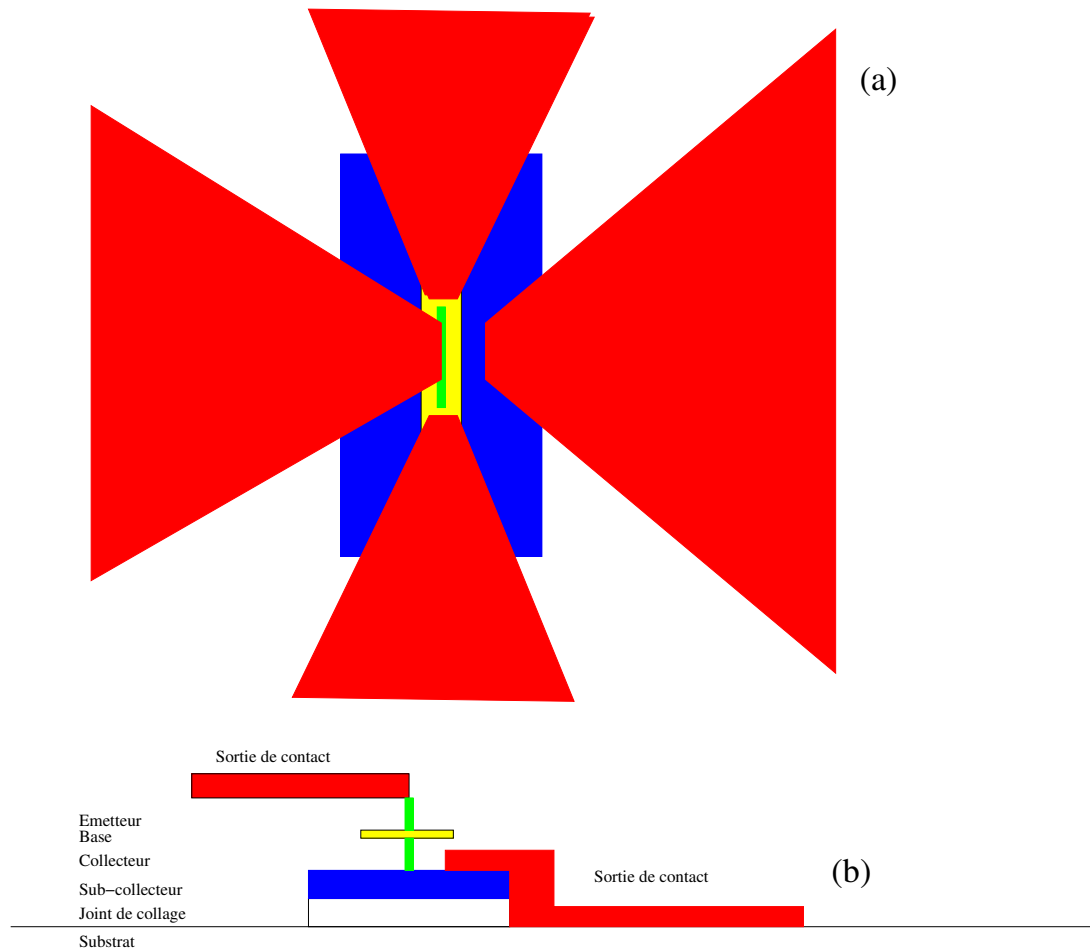 (a)
Sortie de contact
Emetteur
Base
Collecteur
(b)
Sortie de contact
Sub−collecteur
Joint de collage
Substrat